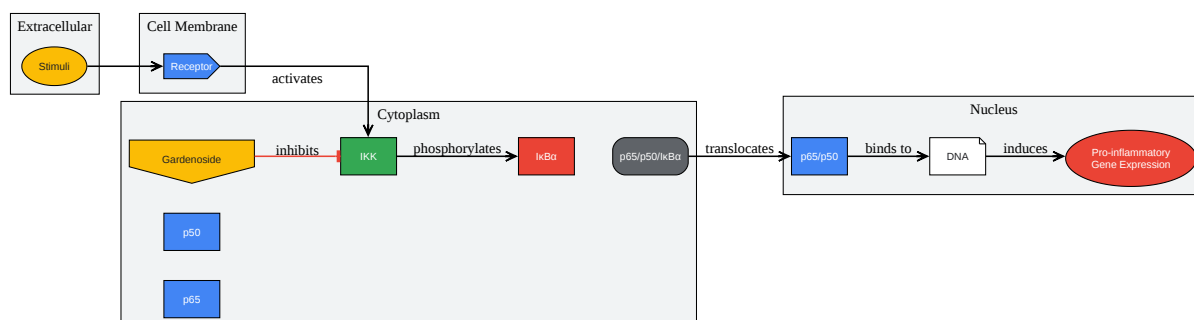 Extracellular
Stimuli
Cell Membrane
Receptor
activates
Cytoplasm
Gardenoside
inhibits
IKK
phosphorylates
IκBα
p65/p50/IκBα
translocates
p50
p65
Nucleus
p65/p50
binds to
DNA
induces
Pro-inflammatory
Gene Expression